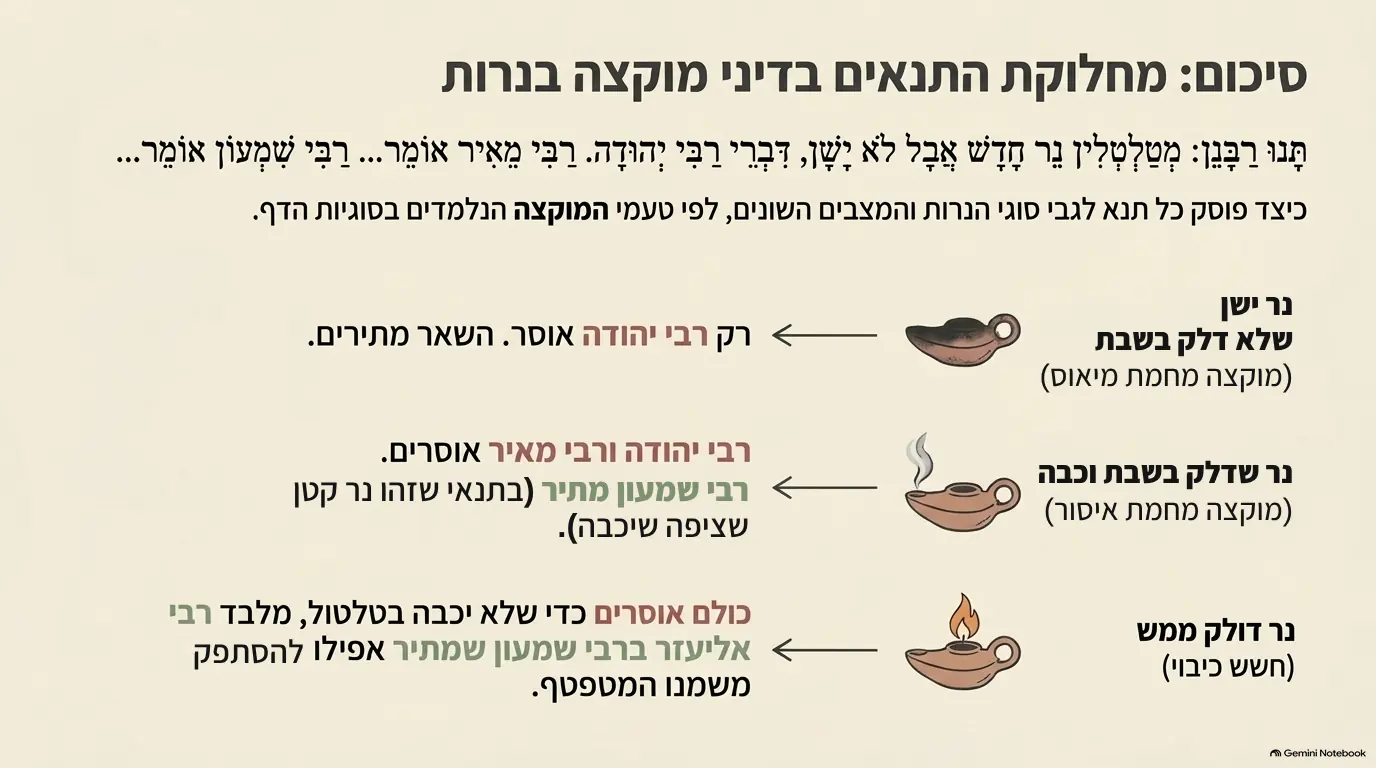 סיכום: מחלוקת התנאים בדיני מוקצה בנרות
תָּנוּ רַבָּנַן: מְטַלְטְלִין נֵר חָדָשׁ אֲבָל לֹא יָשָׁן, דִּבְרֵי רַבִּי יְהוּדָה. רַבִּי מֵאִיר אוֹמֵר... רַבִּי שִׁמְעוֹן אוֹמֵר...
כיצד פוסק כל תנא לגבי סוגי הנרות והמצבים השונים, לפי טעמי המוקצה הנלמדים בסוגיות הדף.
נר ישן
שלא דלק בשבת
(מוקצה מחמת מיאוס)
רק רבי יהודה אוסר. השאר מתירים.
נר שדלק בשבת וכבה
(מוקצה מחמת איסור)
רבי יהודה ורבי מאיר אוסרים.
רבי שמעון מתיר (בתנאי שזהו נר קטן
שציפה שיכבה).
נר דולק ממש
(חשש כיבוי)
כולם אוסרים כדי שלא יכבה בטלטול, מלבד רבי
אליעזר ברבי שמעון שמתיר אפילו להסתפק
משמנו המטפטף.
Gemini Notebook